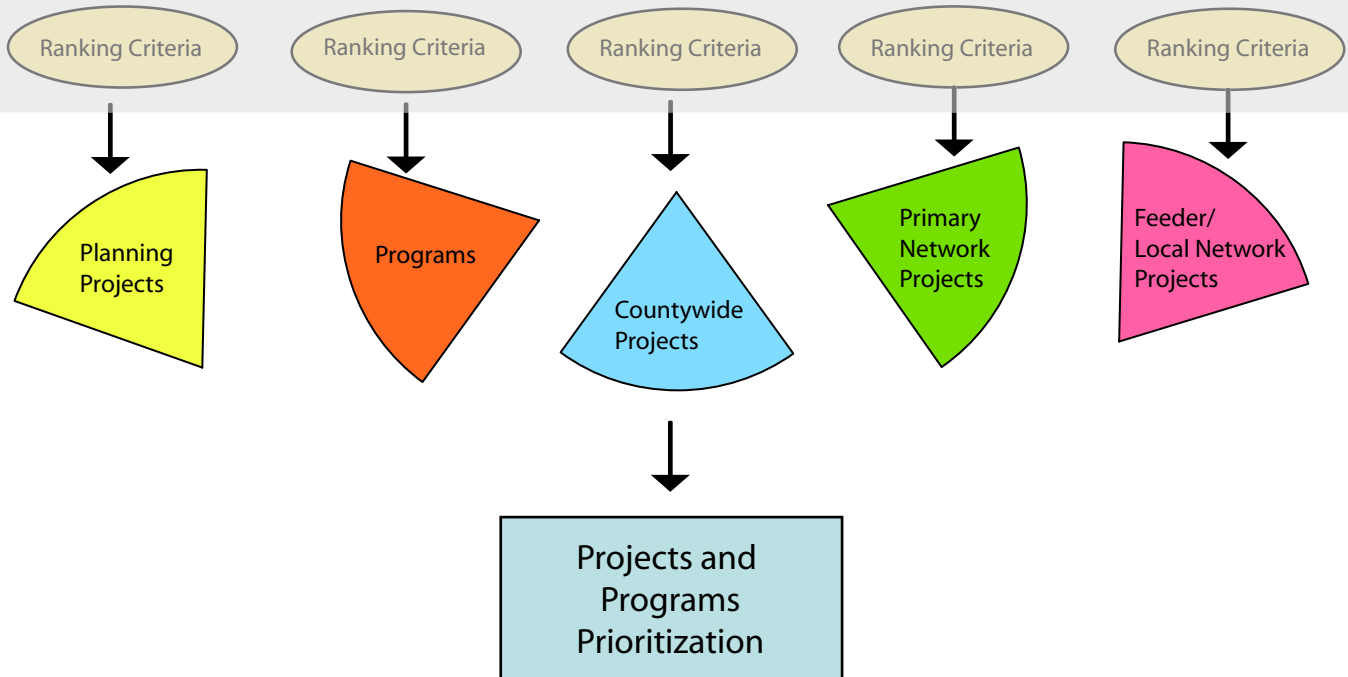 Ranking Criteria
Ranking Criteria
Ranking Criteria
Ranking Criteria
Ranking Criteria
Planning
Projects
Programs
Countywide
Projects
Primary
Network
Projects
Feeder/
Local Network
Projects
Projects and
Programs
Prioritization